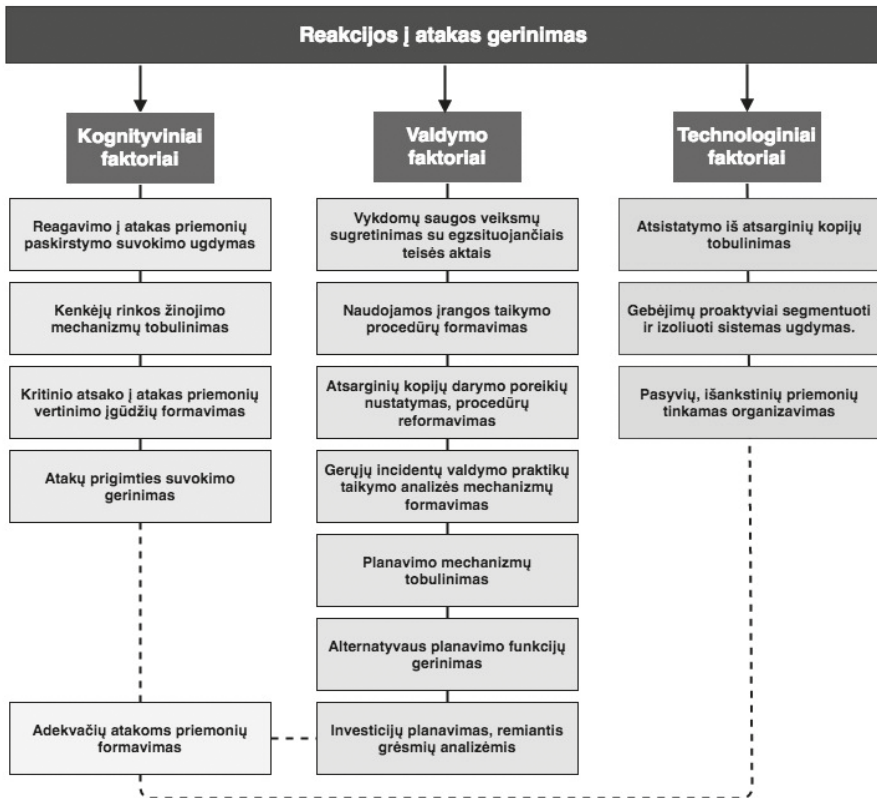 Reakcijos į atakas gerinimas
Kognityviniai
faktoriai
Reagavimo į atakas priemonių
paskirstymo suvokimo ugdymas
Kenkėjų rinkos žinojimo
mechanizmų tobulinimas
Kritinio atsako į atakas priemonių
vertinimo įgūdžių formavimas
Atakų prigimties suvokimo
gerinimas
Adekvačių atakoms priemonių
formavimas
Valdymo
faktoriai
Vykdomų saugos veiksmų
sugretinimas su egzsituojančiais
teisės aktais
Naudojamos įrangos taikymo
procedūrų formavimas
Atsarginių kopijų darymo poreikių
nustatymas, procedūrų
reformavimas
Gerųjų incidentų valdymo praktikų
taikymo analizės mechanizmų
formavimas
Planavimo mechanizmų
tobulinimas
Alternatyvaus planavimo funkcijų
gerinimas
Investicijų planavimas, remiantis
grėsmių analizėmis
Technologiniai
faktoriai
Atsistatymo iš atsarginių kopijų
tobulinimas
Gebėjimų proaktyviai segmentuoti
ir izoliuoti sistemas ugdymas.
Pasyvių, išankstinių priemonių
tinkamas organizavimas